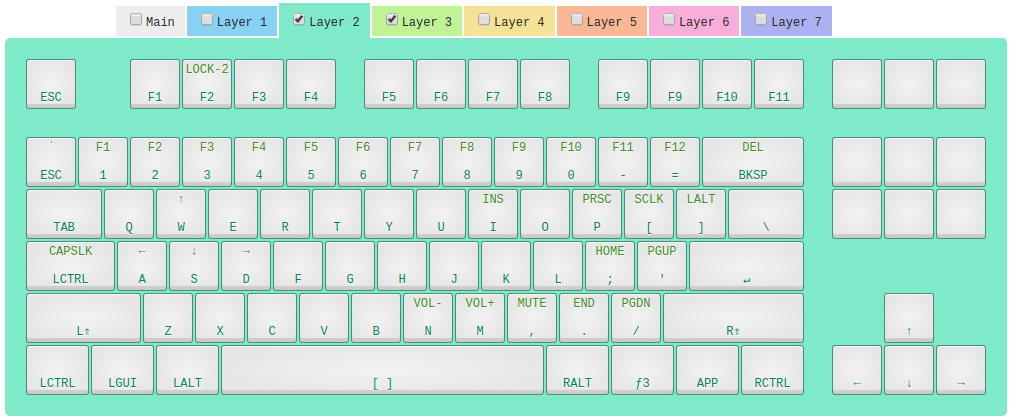 Main Layer 1 Layer 2 Layer 3 Layer 4 Layer 5 Layer 6 Layer 7
LOCK-2
ESC F1 F2 F3 F4 F5 F6 F7 F8 F9 F9 F10 F11
` F1 F2 F3 F4 F5 F6 F7 F8 F9 F10 F11 F12 DEL
ESC 1 2 3 4 5 6 7 8 9 0 - = BKSP
↑ INS PRSC SCLK LALT
TAB Q W E R T Y U I O P [ ] \
CAPSLK ← ↓ → HOME PGUP
LCTRL A S D F G H J K L ; ' ↵
VOL- VOL+ MUTE END PGDN
L⇑ Z X C V B N M , . / R⇑ ↑
LCTRL LGUI LALT [ ] RALT ƒ3 APP RCTRL ← ↓ →